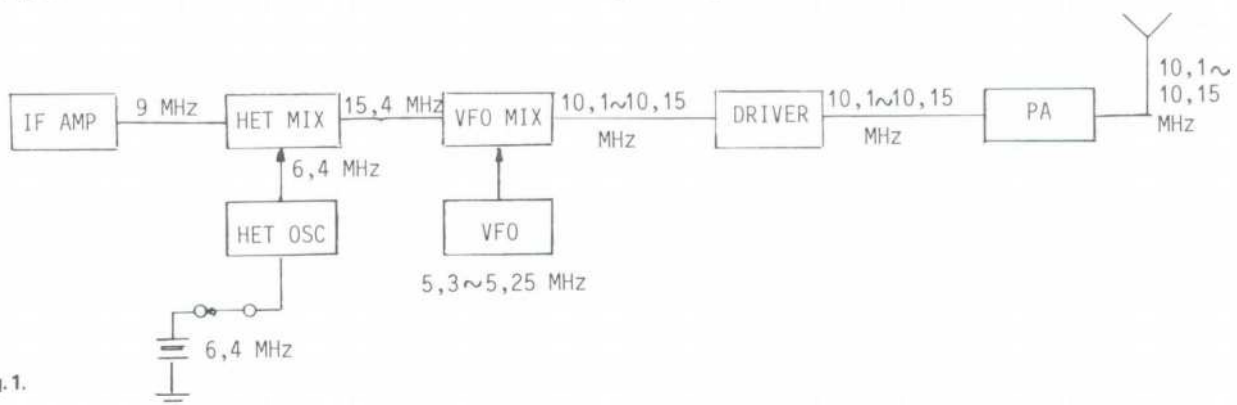 IF AMP
9 MHz
HET MIX
15,4 MHz
VFO MIX
10,1~10,15
MHz
DRIVER
10,1~10,15
MHz
PA
10,1~
10,15
MHz
6,4 MHz
HET OSC
VFO
5,3~5,25 MHz
6,4 MHz
.1.